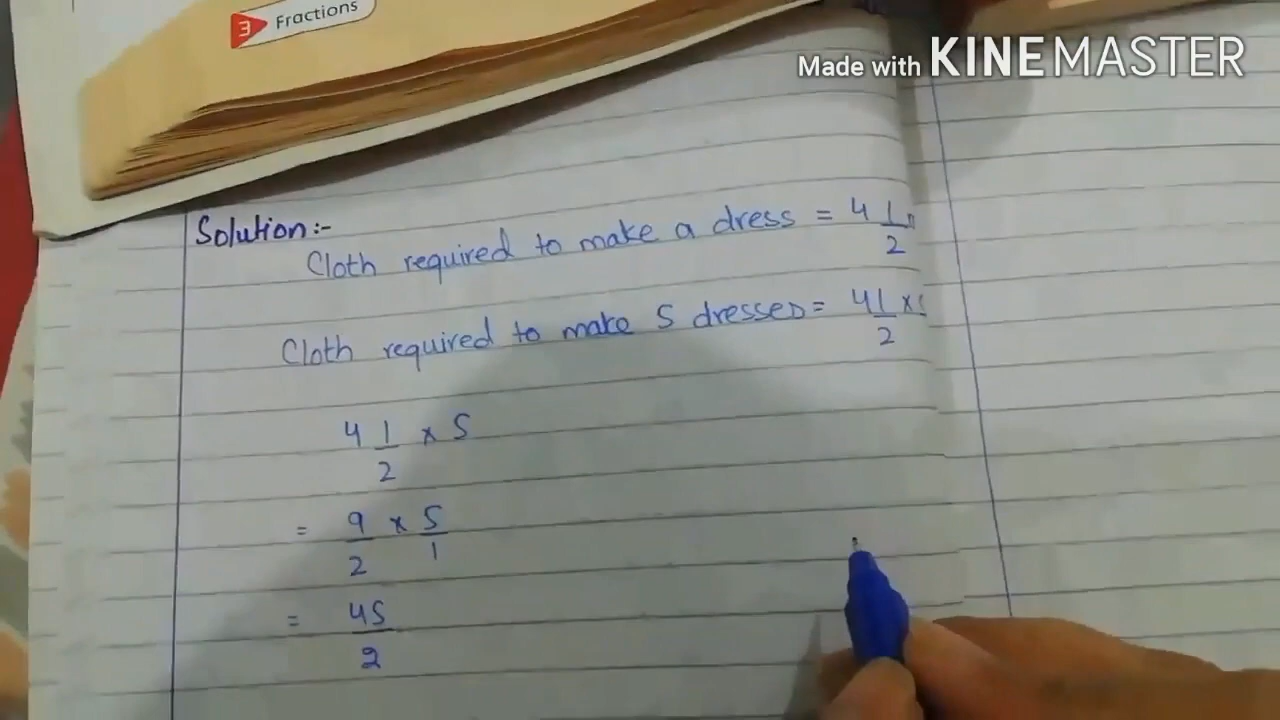 3 Fractions
Made with KINEMASTER
Solution:-
Cloth required to make a dress = 4 1/2
Cloth required to make 5 dresses = 4 1/2 ×
4 1/2 × 5
= 9/2 × 5/1
= 45/2